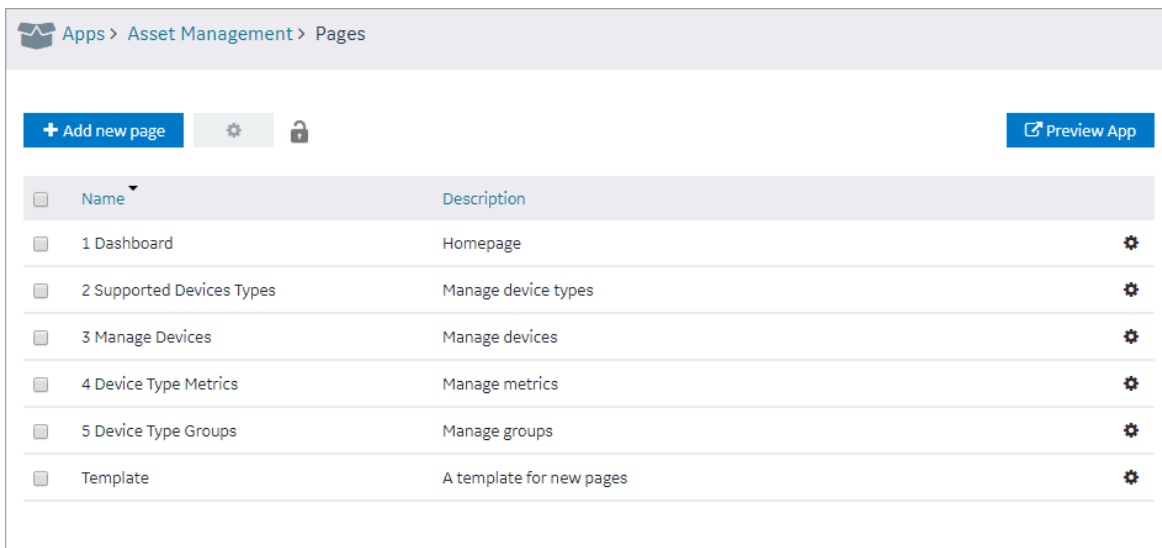 Apps > Asset Management > Pages
+ Add new page
Preview App
Name Description
1 Dashboard Homepage
2 Supported Devices Types Manage device types
3 Manage Devices Manage devices
4 Device Type Metrics Manage metrics
5 Device Type Groups Manage groups
Template A template for new pages